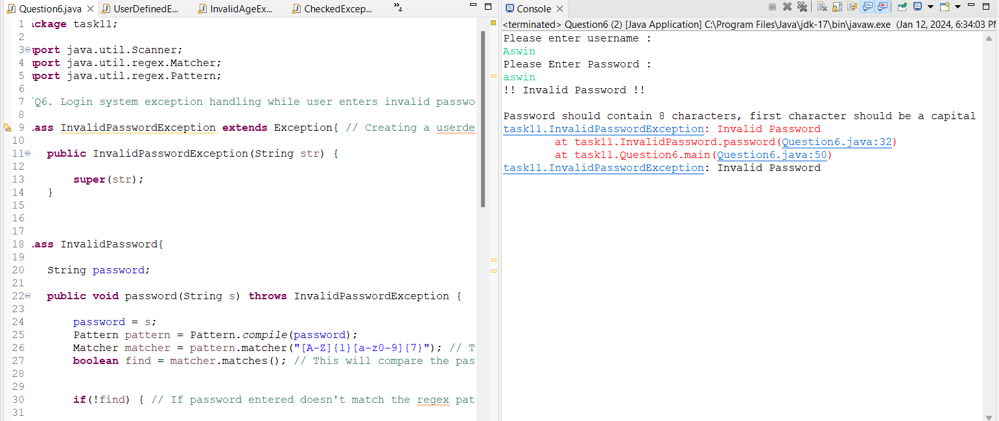 Question6.java
UserDefinedE...
InvalidAgeEx...
CheckedExcep...
4
1 ckage task11;
2
3 port java.util.Scanner;
4 port java.util.regex.Matcher;
5 port java.util.regex.Pattern;
6
7 Q6. Login system exception handling while user enters invalid passwo
8
9 ass InvalidPasswordException extends Exception{ // Creating a userde
10
11 public InvalidPasswordException(String str) {
12
13 super(str);
14 }
15
16
17
18 ass InvalidPassword{
19
20 String password;
21
22 public void password(String s) throws InvalidPasswordException {
23
24 password = s;
25 Pattern pattern = Pattern.compile(password);
26 Matcher matcher = pattern.matcher("[A-Z]{1}[a-z0-9]{7}"); // T
27 boolean find = matcher.matches(); // This will compare the pas
28
29
30 if(!find) { // If password entered doesn't match the regex pat
31
Console
<terminated> Question6 (2) [Java Application] C:\Program Files\Java\jdk-17\bin\javaw.exe (Jan 12, 2024, 6:34:03 PM
Please enter username :
Aswin
Please Enter Password :
aswin
!! Invalid Password !!
Password should contain 8 characters, first character should be a capital
task11.InvalidPasswordException: Invalid Password
at task11.InvalidPassword.password(Question6.java:32)
at task11.Question6.main(Question6.java:50)
task11.InvalidPasswordException: Invalid Password